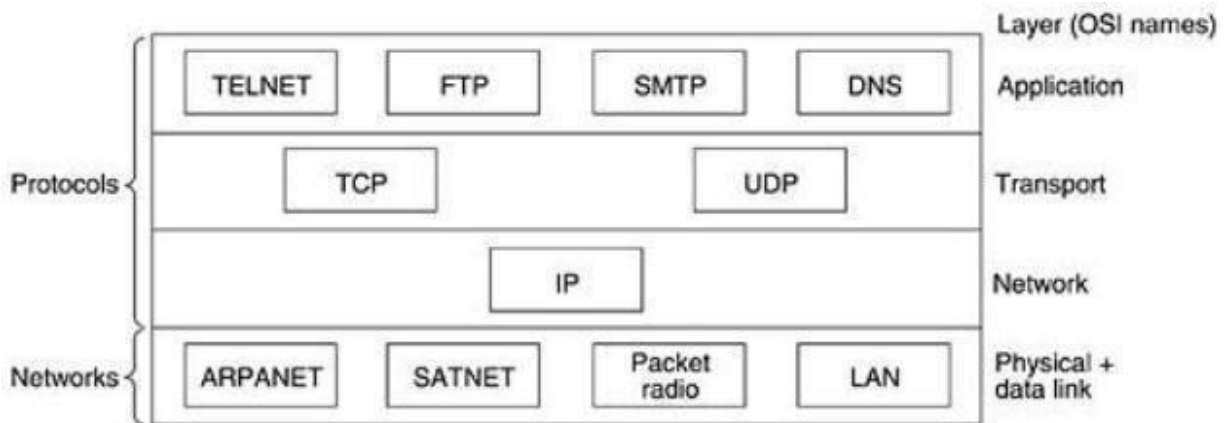 Layer (OSI names)
TELNET FTP SMTP DNS Application
Protocols TCP UDP Transport
IP Network
Networks ARPANET SATNET Packet radio LAN Physical + data link